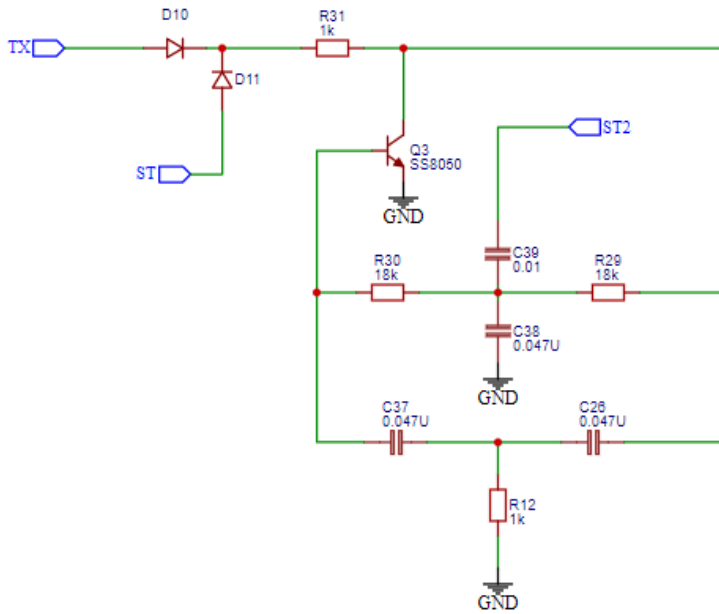 D10
R31
1k
TX
D11
ST2
Q3
SS8050
ST
GND
C39
0.01
R30
18k
R29
18k
C38
0.047U
GND
C37
0.047U
C26
0.047U
R12
1k
GND